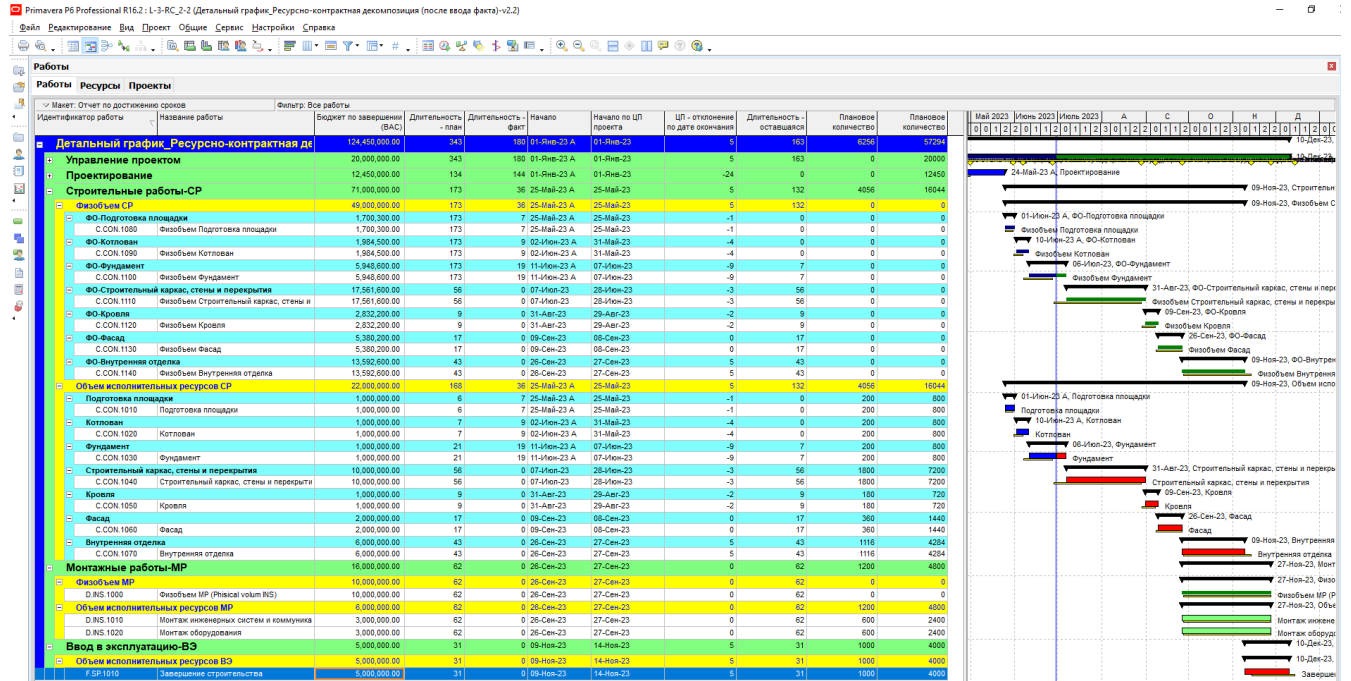 Primavera P6 Professional R16.2 : L-3-RC_2-2 (Детальный график_Ресурсно-контрактная декомпозиция (после ввода факта)-v2.2)
Файл Редактирование Вид Проект Общие Сервис Настройки Справка
Работы
Работы Ресурсы Проекты
Макет: Отчет по достижению сроков Фильтр: Все работы
Идентификатор работы Название работы Бюджет по завершении (BAC) Длительность - план Длительность - факт Начало Начало по ЦП проекта ЦП - отклонение по дате окончания Длительность - оставшаяся Плановое количество Плановое количество Май 2023 Июнь 2023 Июль 2023 А С О Н Д
Детальный график_Ресурсно-контрактная де 124,450,000.00 343 180 01-Янв-23 A 01-Янв-23 5 163 6256 57294 10-Дек-23,
Управление проектом 20,000,000.00 343 180 01-Янв-23 A 01-Янв-23 5 163 0 20000 10-Дек-23,
Проектирование 12,450,000.00 134 144 01-Янв-23 A 01-Янв-23 -24 0 0 12450 24-Май-23 A, Проектирование
Строительные работы-СР 71,000,000.00 173 36 25-Май-23 A 25-Май-23 5 132 4056 16044 09-Ноя-23, Строительн
Физобъем СР 49,000,000.00 173 36 25-Май-23 A 25-Май-23 5 132 0 0 09-Ноя-23, Физобъем С
ФО-Подготовка площадки 1,700,300.00 173 7 25-Май-23 A 25-Май-23 -1 0 0 01-Июн-23 A, ФО-Подготовка площадки
C.CON.1080 Физобъем Подготовка площадки 1,700,300.00 173 7 25-Май-23 A 25-Май-23 -1 0 0 Физобъем Подготовка площадки
ФО-Котлован 1,984,500.00 173 9 02-Июн-23 A 31-Май-23 -4 0 0 10-Июн-23 A, ФО-Котлован
C.CON.1090 Физобъем Котлован 1,984,500.00 173 9 02-Июн-23 A 31-Май-23 -4 0 0 Физобъем Котлован
ФО-Фундамент 5,948,600.00 173 19 11-Июн-23 A 07-Июн-23 -9 7 0 0 06-Июл-23, ФО-Фундамент
C.CON.1100 Физобъем Фундамент 5,948,600.00 173 19 11-Июн-23 A 07-Июн-23 -9 7 0 0 Физобъем Фундамент
ФО-Строительный каркас, стены и перекрытия 17,561,600.00 56 0 07-Июл-23 28-Июн-23 -3 56 0 0 31-Авг-23, ФО-Строительный каркас, стены и пере
C.CON.1110 Физобъем Строительный каркас, стены и 17,561,600.00 56 0 07-Июл-23 28-Июн-23 -3 56 0 0 Физобъем Строительный каркас, стены и перекры
ФО-Кровля 2,832,200.00 9 0 31-Авг-23 29-Авг-23 -2 9 0 0 09-Сен-23, ФО-Кровля
C.CON.1120 Физобъем Кровля 2,832,200.00 9 0 31-Авг-23 29-Авг-23 -2 9 0 0 Физобъем Кровля
ФО-Фасад 5,380,200.00 17 0 09-Сен-23 08-Сен-23 0 17 0 0 26-Сен-23, ФО-Фасад
C.CON.1130 Физобъем Фасад 5,380,200.00 17 0 09-Сен-23 08-Сен-23 0 17 0 0 Физобъем Фасад
ФО-Внутренняя отделка 13,592,600.00 43 0 26-Сен-23 27-Сен-23 5 43 0 0 09-Ноя-23, ФО-Внутрен
C.CON.1140 Физобъем Внутренняя отделка 13,592,600.00 43 0 26-Сен-23 27-Сен-23 5 43 0 0 Физобъем Внутрення
Объем исполнительных ресурсов СР 22,000,000.00 168 36 25-Май-23 A 25-Май-23 5 132 4056 16044 09-Ноя-23, Объем испо
Подготовка площадки 1,000,000.00 6 7 25-Май-23 A 25-Май-23 -1 0 200 800 01-Июн-23 A, Подготовка площадки
C.CON.1010 Подготовка площадки 1,000,000.00 6 7 25-Май-23 A 25-Май-23 -1 0 200 800 Подготовка площадки
Котлован 1,000,000.00 7 9 02-Июн-23 A 31-Май-23 -4 0 200 800 10-Июн-23 A, Котлован
C.CON.1020 Котлован 1,000,000.00 7 9 02-Июн-23 A 31-Май-23 -4 0 200 800 Котлован
Фундамент 1,000,000.00 21 19 11-Июн-23 A 07-Июн-23 -9 7 200 800 06-Июл-23, Фундамент
C.CON.1030 Фундамент 1,000,000.00 21 19 11-Июн-23 A 07-Июн-23 -9 7 200 800 Фундамент
Строительный каркас, стены и перекрытия 10,000,000.00 56 0 07-Июл-23 28-Июн-23 -3 56 1800 7200 31-Авг-23, Строительный каркас, стены и перекрь
C.CON.1040 Строительный каркас, стены и перекрыти 10,000,000.00 56 0 07-Июл-23 28-Июн-23 -3 56 1800 7200 Строительный каркас, стены и перекрытия
Кровля 1,000,000.00 9 0 31-Авг-23 29-Авг-23 -2 9 180 720 09-Сен-23, Кровля
C.CON.1050 Кровля 1,000,000.00 9 0 31-Авг-23 29-Авг-23 -2 9 180 720 Кровля
Фасад 2,000,000.00 17 0 09-Сен-23 08-Сен-23 0 17 360 1440 26-Сен-23, Фасад
C.CON.1060 Фасад 2,000,000.00 17 0 09-Сен-23 08-Сен-23 0 17 360 1440 Фасад
Внутренняя отделка 6,000,000.00 43 0 26-Сен-23 27-Сен-23 5 43 1116 4284 09-Ноя-23, Внутренняя
C.CON.1070 Внутренняя отделка 6,000,000.00 43 0 26-Сен-23 27-Сен-23 5 43 1116 4284 Внутренняя отделка
Монтажные работы-МР 16,000,000.00 62 0 26-Сен-23 27-Сен-23 0 62 1200 4800 27-Ноя-23, Монт
Физобъем МР 10,000,000.00 62 0 26-Сен-23 27-Сен-23 0 62 0 0 27-Ноя-23, Физо
D.INS.1000 Физобъем МР (Phisical volum INS) 10,000,000.00 62 0 26-Сен-23 27-Сен-23 0 62 0 0 Физобъем МР (P
Объем исполнительных ресурсов МР 6,000,000.00 62 0 26-Сен-23 27-Сен-23 0 62 1200 4800 27-Ноя-23, Объе
D.INS.1010 Монтаж инженерных систем и коммуника 3,000,000.00 62 0 26-Сен-23 27-Сен-23 0 62 600 2400 Монтаж инжене
D.INS.1020 Монтаж оборудования 3,000,000.00 62 0 26-Сен-23 27-Сен-23 0 62 600 2400 Монтаж оборудс
Ввод в эксплуатацию-ВЭ 5,000,000.00 31 0 09-Ноя-23 14-Ноя-23 5 31 1000 4000 10-Дек-23,
Объем исполнительных ресурсов ВЭ 5,000,000.00 31 0 09-Ноя-23 14-Ноя-23 5 31 1000 4000 10-Дек-23,
F.SP.1010 Завершение строительства 5,000,000.00 31 0 09-Ноя-23 14-Ноя-23 5 31 1000 4000 Заверше